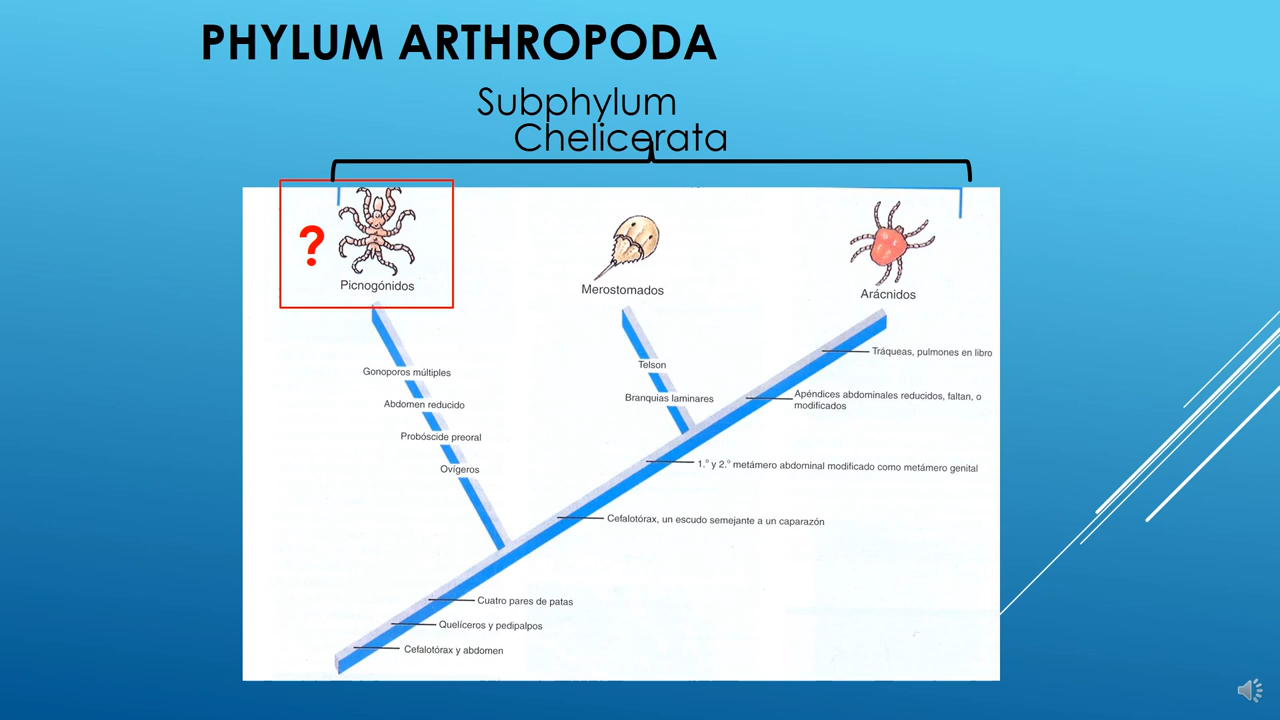 PHYLUM ARTHROPODA
Subphylum
Chelicerata
?
Picnogónidos
Merostomados
Arácnidos
Tráqueas, pulmones en libro
Telson
Gonoporos múltiples
Apéndices abdominales reducidos, faltan, o
modificados
Branquias laminares
Abdomen reducido
Probóscide preoral
1.° y 2.° metámero abdominal modificado como metámero genital
Ovígeros
Cefalotórax, un escudo semejante a un caparazón
Cuatro pares de patas
Quelíceros y pedipalpos
Cefalotórax y abdomen